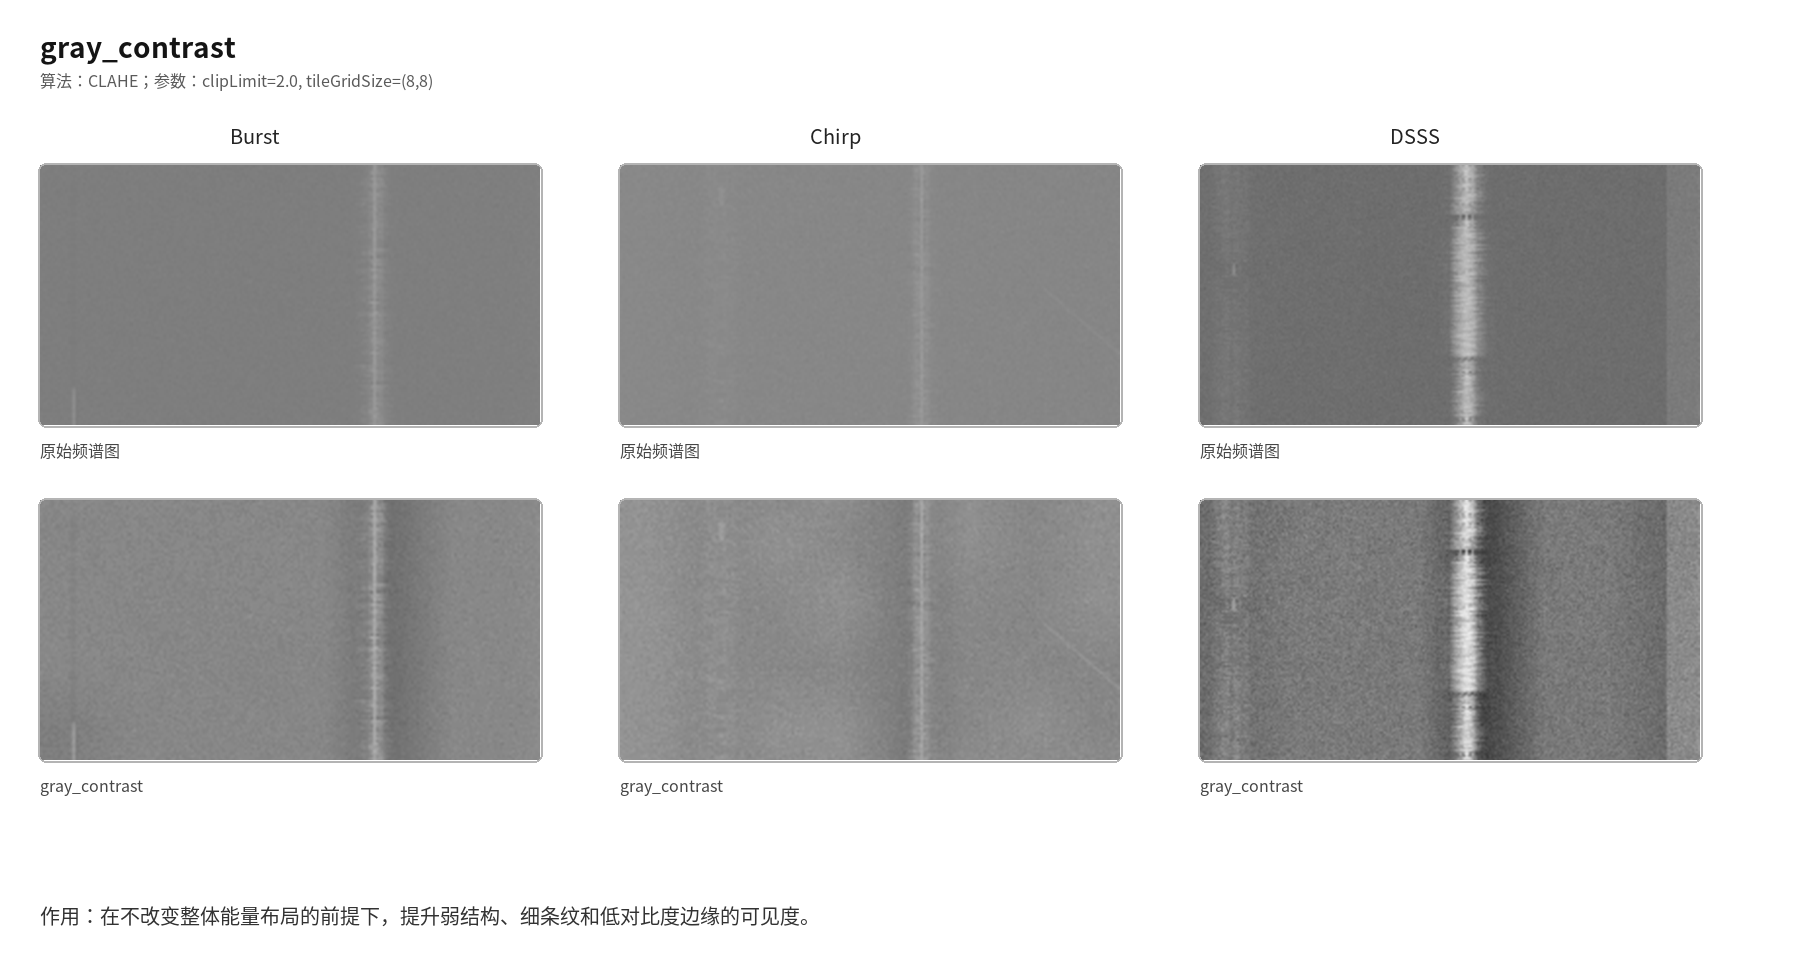 gray_contrast
算法：CLAHE；参数：clipLimit=2.0, tileGridSize=(8,8)
Burst
Chirp
DSSS
原始频谱图
原始频谱图
原始频谱图
gray_contrast
gray_contrast
gray_contrast
作用：在不改变整体能量布局的前提下，提升弱结构、细条纹和低对比度边缘的可见度。